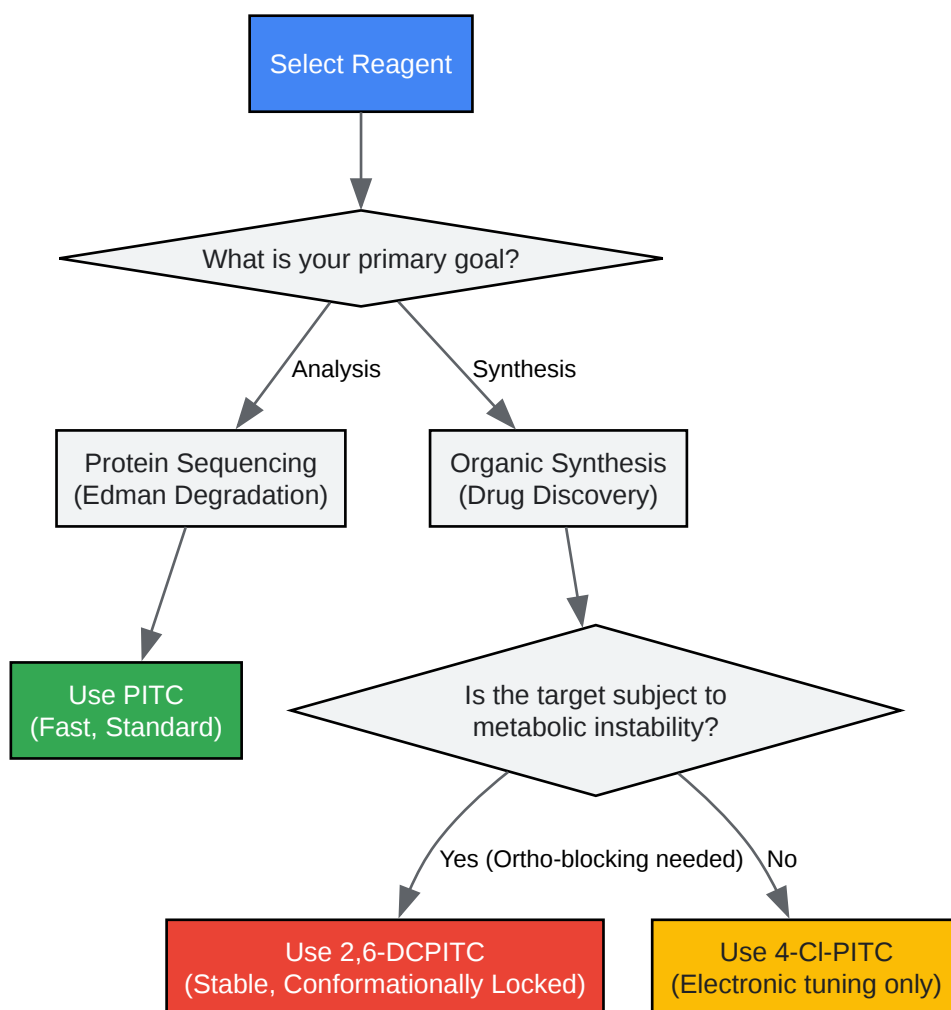 Select Reagent
What is your primary goal?
Analysis
Synthesis
Protein Sequencing
(Edman Degradation)
Organic Synthesis
(Drug Discovery)
Use PITC
(Fast, Standard)
Is the target subject to
metabolic instability?
Yes (Ortho-blocking needed)
No
Use 2,6-DCPITC
(Stable, Conformationally Locked)
Use 4-Cl-PITC
(Electronic tuning only)